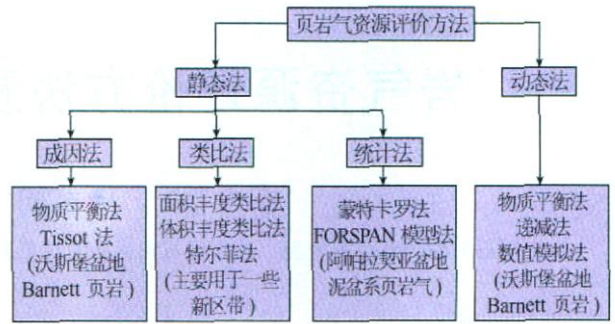 页岩气资源评价方法
静态法
动态法
成因法
类比法
统计法
物质平衡法
Tissot 法
(沃斯堡盆地
Barnett 页岩)
面积丰度类比法
体积丰度类比法
特尔菲法
(主要用于一些
新区带)
蒙特卡罗法
FORSPAN 模型法
(阿帕拉契亚盆地
泥盆系页岩气)
物质平衡法
递减法
数值模拟法
(沃斯堡盆地
Barnett 页岩)